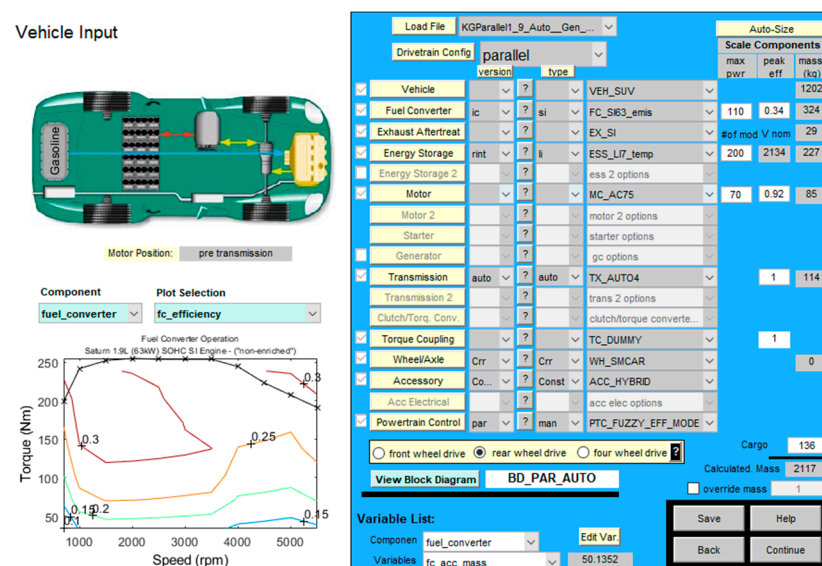 Vehicle Input
Gasoline
Motor Position: pre transmission
Component Plot Selection
fuel_converter fc_efficiency
Fuel Converter Operation
Saturn 1.9L (63kW) SOHC SI Engine - ("non-enriched")
Torque (Nm)
250
200
150
100
50
0.3
0.3
0.25
0.15
0.2
0.1
0.15
1000 2000 3000 4000 5000
Speed (rpm)
Load File KGParallel1_9_Auto__Gen_...
Drivetrain Config parallel
Auto-Size
Scale Components
version type max pwr peak eff mass (kg)
Vehicle ? VEH_SUV 1202
Fuel Converter ic ? si FC_SI63_emis 110 0.34 324
Exhaust Aftertreat ? EX_SI #of mod V nom 29
Energy Storage rint ? li ESS_LI7_temp 200 2134 227
Energy Storage 2 ? ess 2 options
Motor ? MC_AC75 70 0.92 85
Motor 2 ? motor 2 options
Starter ? starter options
Generator ? gc options
Transmission auto ? auto TX_AUTO4 1 114
Transmission 2 ? trans 2 options
Clutch/Torq. Conv. ? clutch/torque converte...
Torque Coupling ? TC_DUMMY 1
Wheel/Axle Crr ? Crr WH_SMCAR 0
Accessory Co... ? Const ACC_HYBRID
Acc Electrical ? acc elec options
Powertrain Control par ? man PTC_FUZZY_EFF_MODE
front wheel drive rear wheel drive four wheel drive ?
Cargo 136
View Block Diagram BD_PAR_AUTO
Calculated. Mass 2117
override mass 1
Variable List:
Componen fuel_converter Edit Var.
Variables fc_acc_mass 50.1352
Save Help
Back Continue